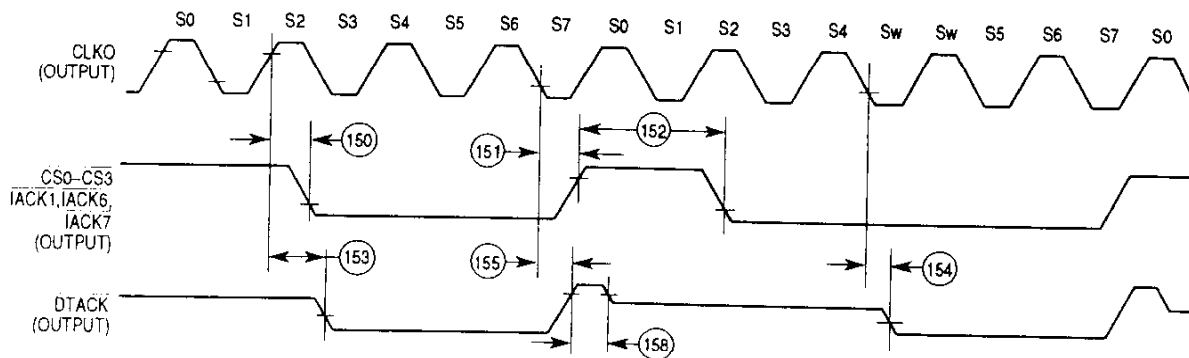 S0 S1 S2 S3 S4 S5 S6 S7 S0 S1 S2 S3 S4 Sw Sw S5 S6 S7 S0
CLKO
(OUTPUT)
150
151
152
CS0–CS3
IACK1, IACK6,
IACK7
(OUTPUT)
153
155
154
DTACK
(OUTPUT)
158